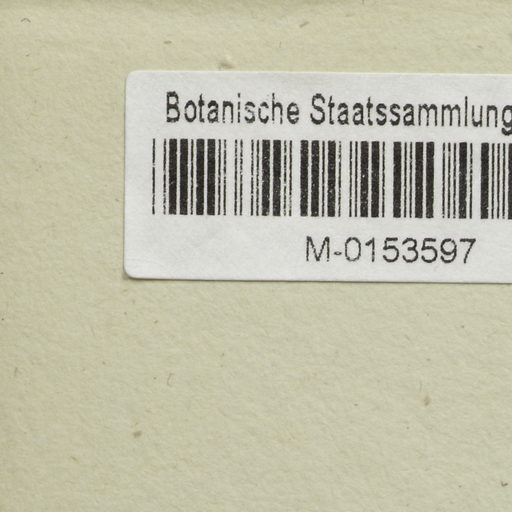 Botanische Staatssammlung
M-0153597